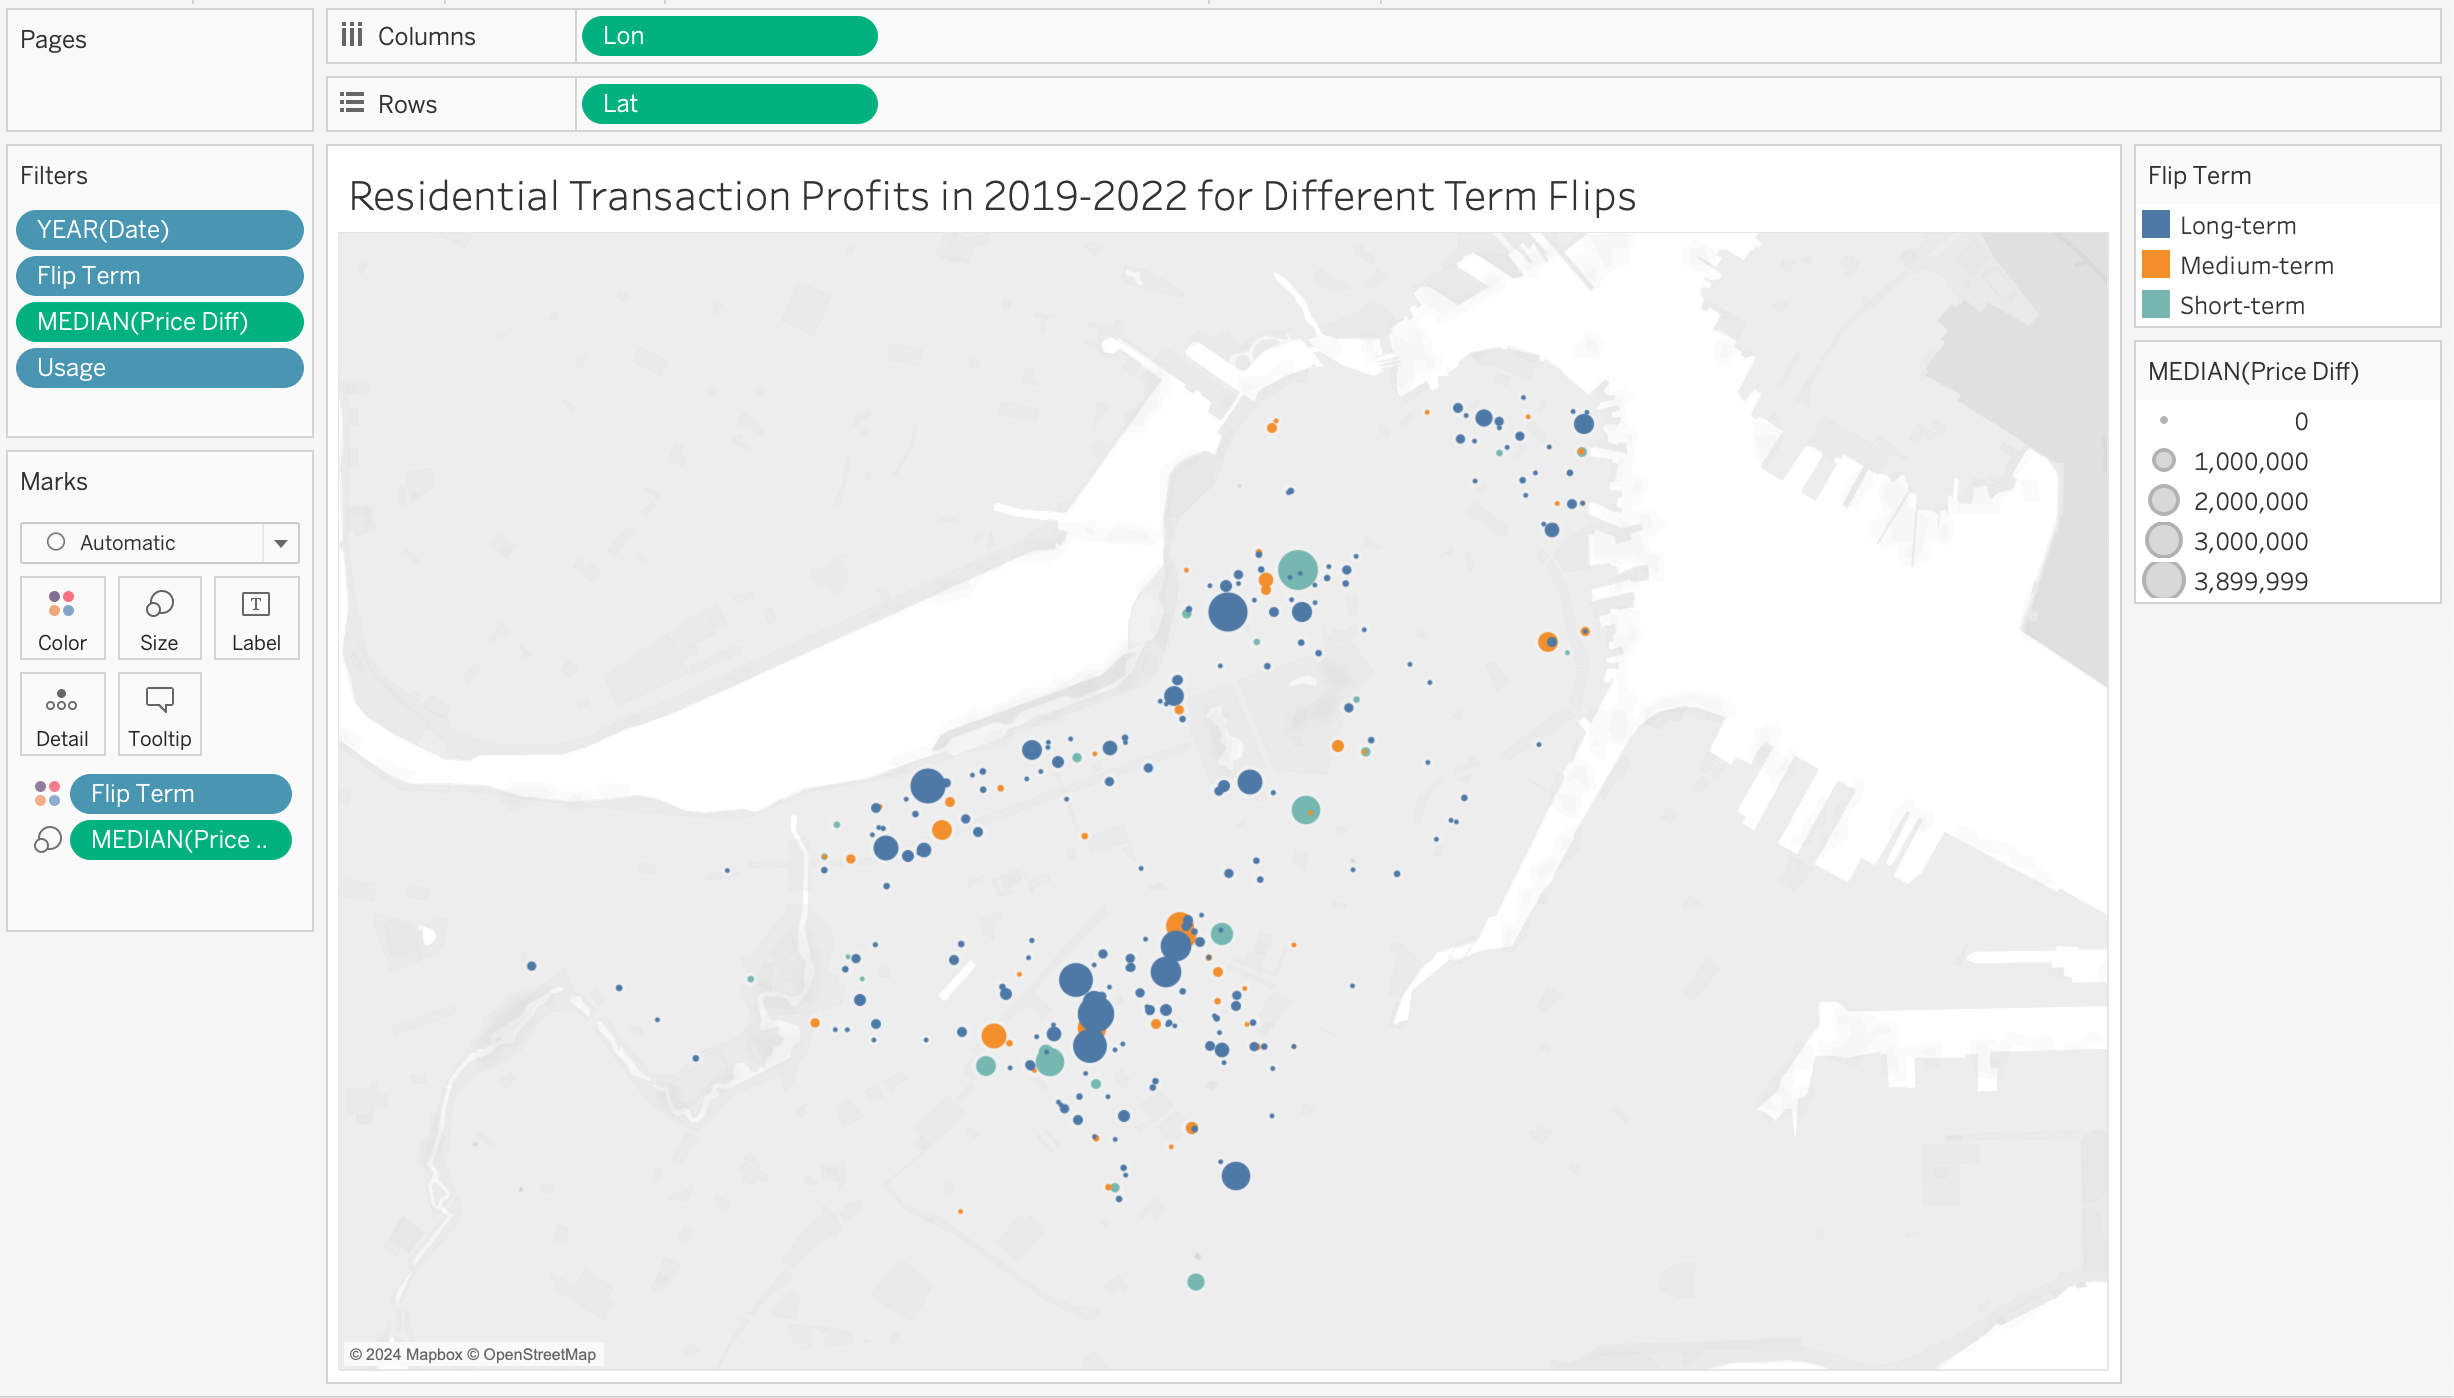 Pages
Columns
Lon
Rows
Lat
Filters
YEAR(Date)
Flip Term
MEDIAN(Price Diff)
Usage
Marks
Automatic
Color
Size
T
Label
Detail
Tooltip
Flip Term
MEDIAN(Price ..
Residential Transaction Profits in 2019-2022 for Different Term Flips
© 2024 Mapbox © OpenStreetMap
Flip Term
Long-term
Medium-term
Short-term
MEDIAN(Price Diff)
0
1,000,000
2,000,000
3,000,000
3,899,999